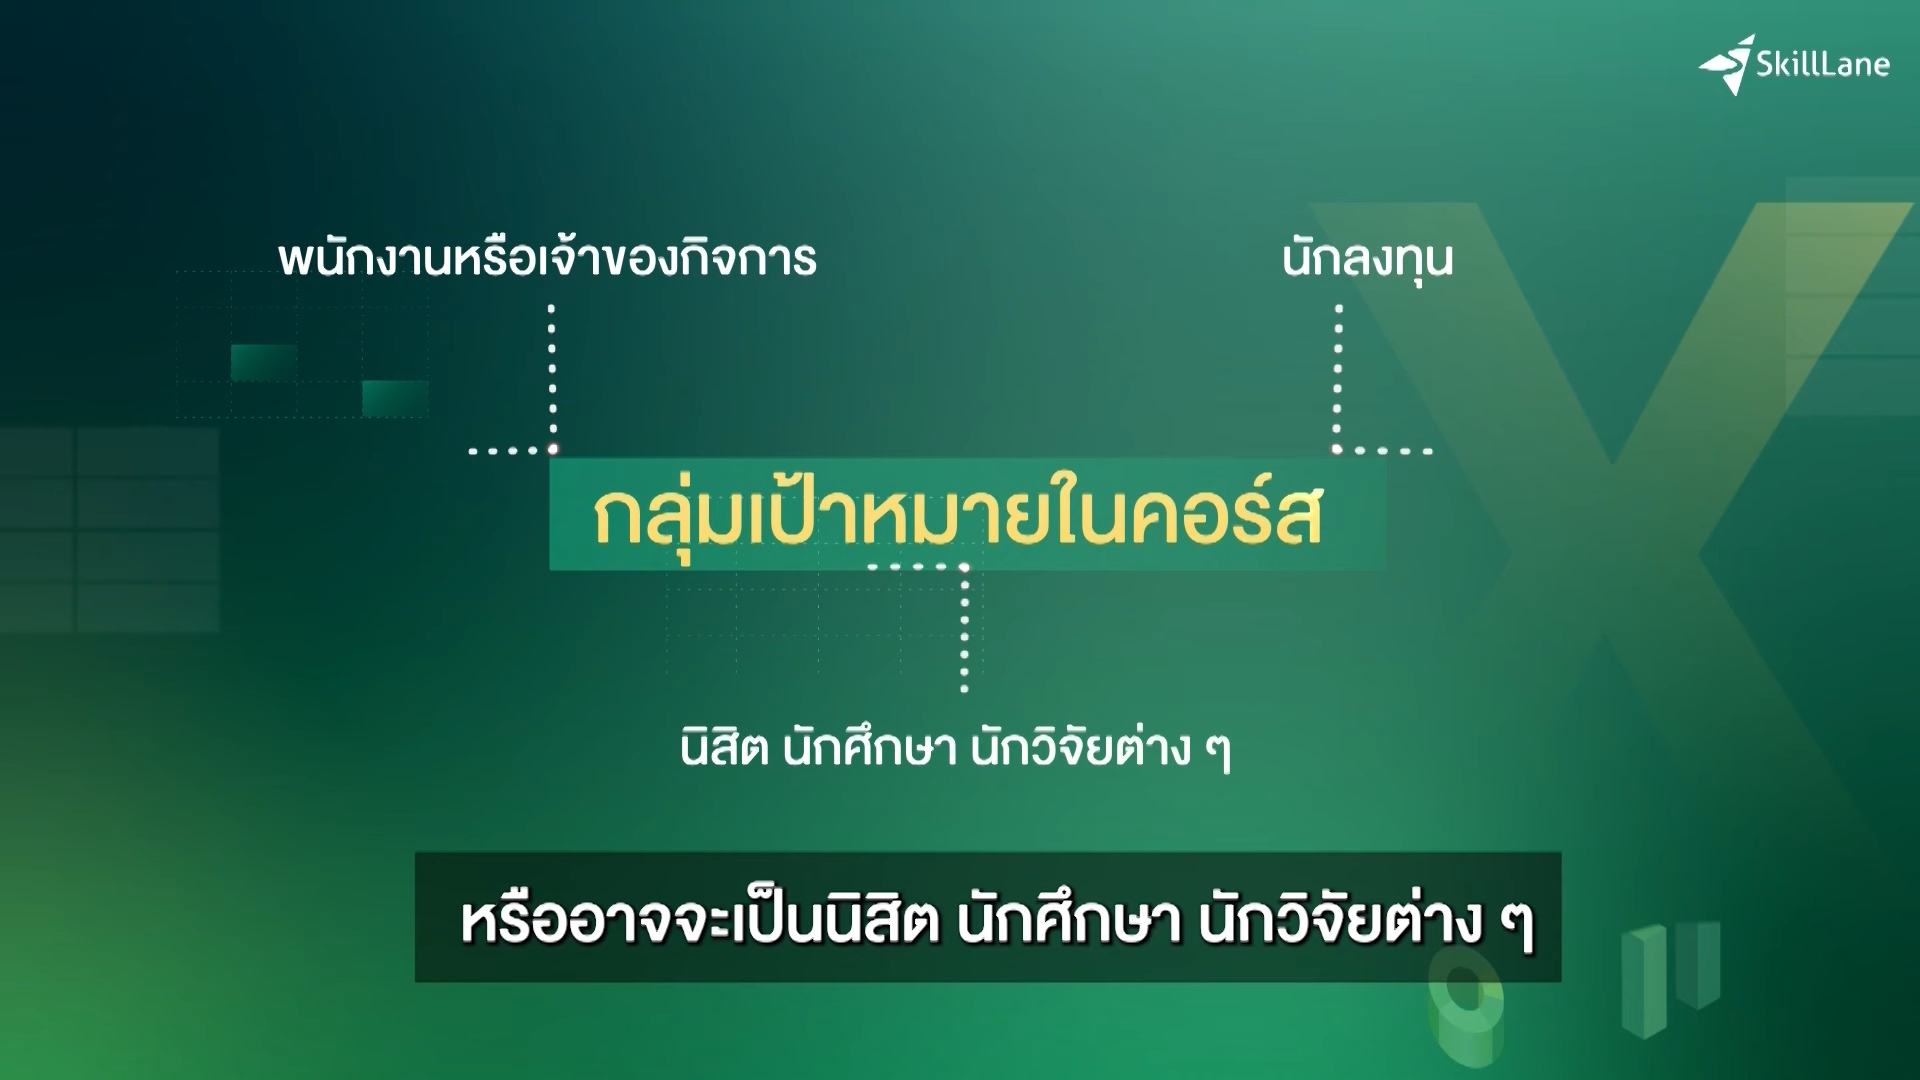 SkillLane
พนักงานหรือเจ้าของกิจการ
นักลงทุน
กลุ่มเป้าหมายในคอร์ส
นิสิต นักศึกษา นักวิจัยต่าง ๆ
หรืออาจจะเป็นนิสิต นักศึกษา นักวิจัยต่าง ๆ